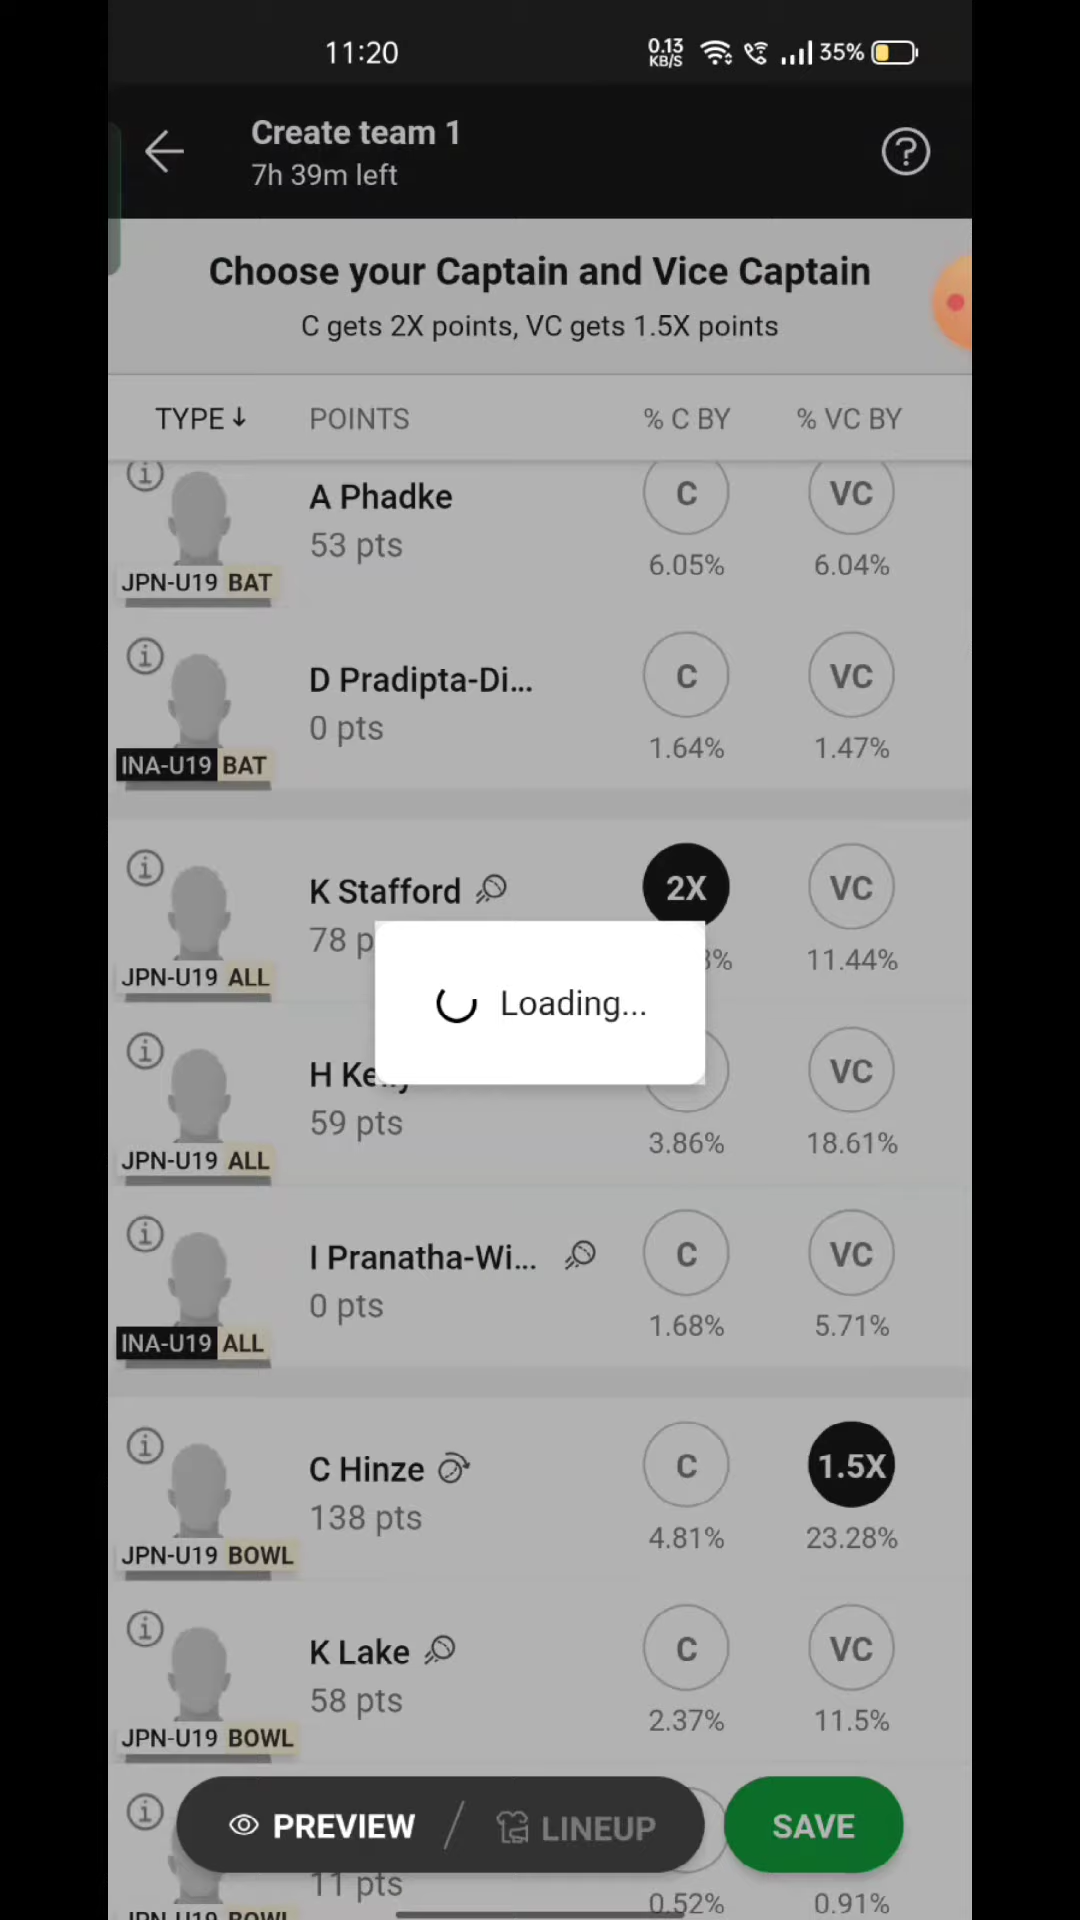 11:20
0.13 KB/S
35%
Create team 1
7h 39m left
Choose your Captain and Vice Captain
C gets 2X points, VC gets 1.5X points
TYPE↓ POINTS % C BY % VC BY
A Phadke C VC
53 pts
6.05% 6.04%
JPN-U19 BAT
D Pradipta-Di... C VC
0 pts
1.64% 1.47%
INA-U19 BAT
K Stafford 2X VC
78 p
% 11.44%
JPN-U19 ALL
Loading...
H Ke VC
59 pts
3.86% 18.61%
JPN-U19 ALL
I Pranatha-Wi... C VC
0 pts
1.68% 5.71%
INA-U19 ALL
C Hinze C 1.5X
138 pts
4.81% 23.28%
JPN-U19 BOWL
K Lake C VC
58 pts
2.37% 11.5%
JPN-U19 BOWL
PREVIEW / LINEUP SAVE
11 pts
0.52% 0.91%
JPN-U19 BOWL